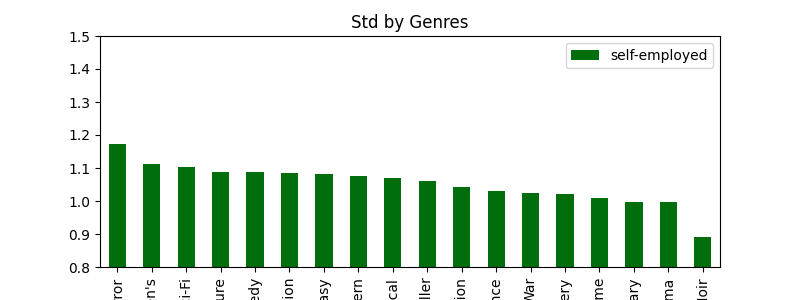 Std by Genres
self-employed
1.5
1.4
1.3
1.2
1.1
1.0
0.9
0.8
ror
n's
i-Fi
ure
edy
ion
asy
ern
cal
ller
ion
nce
War
ery
me
ary
ma
loir